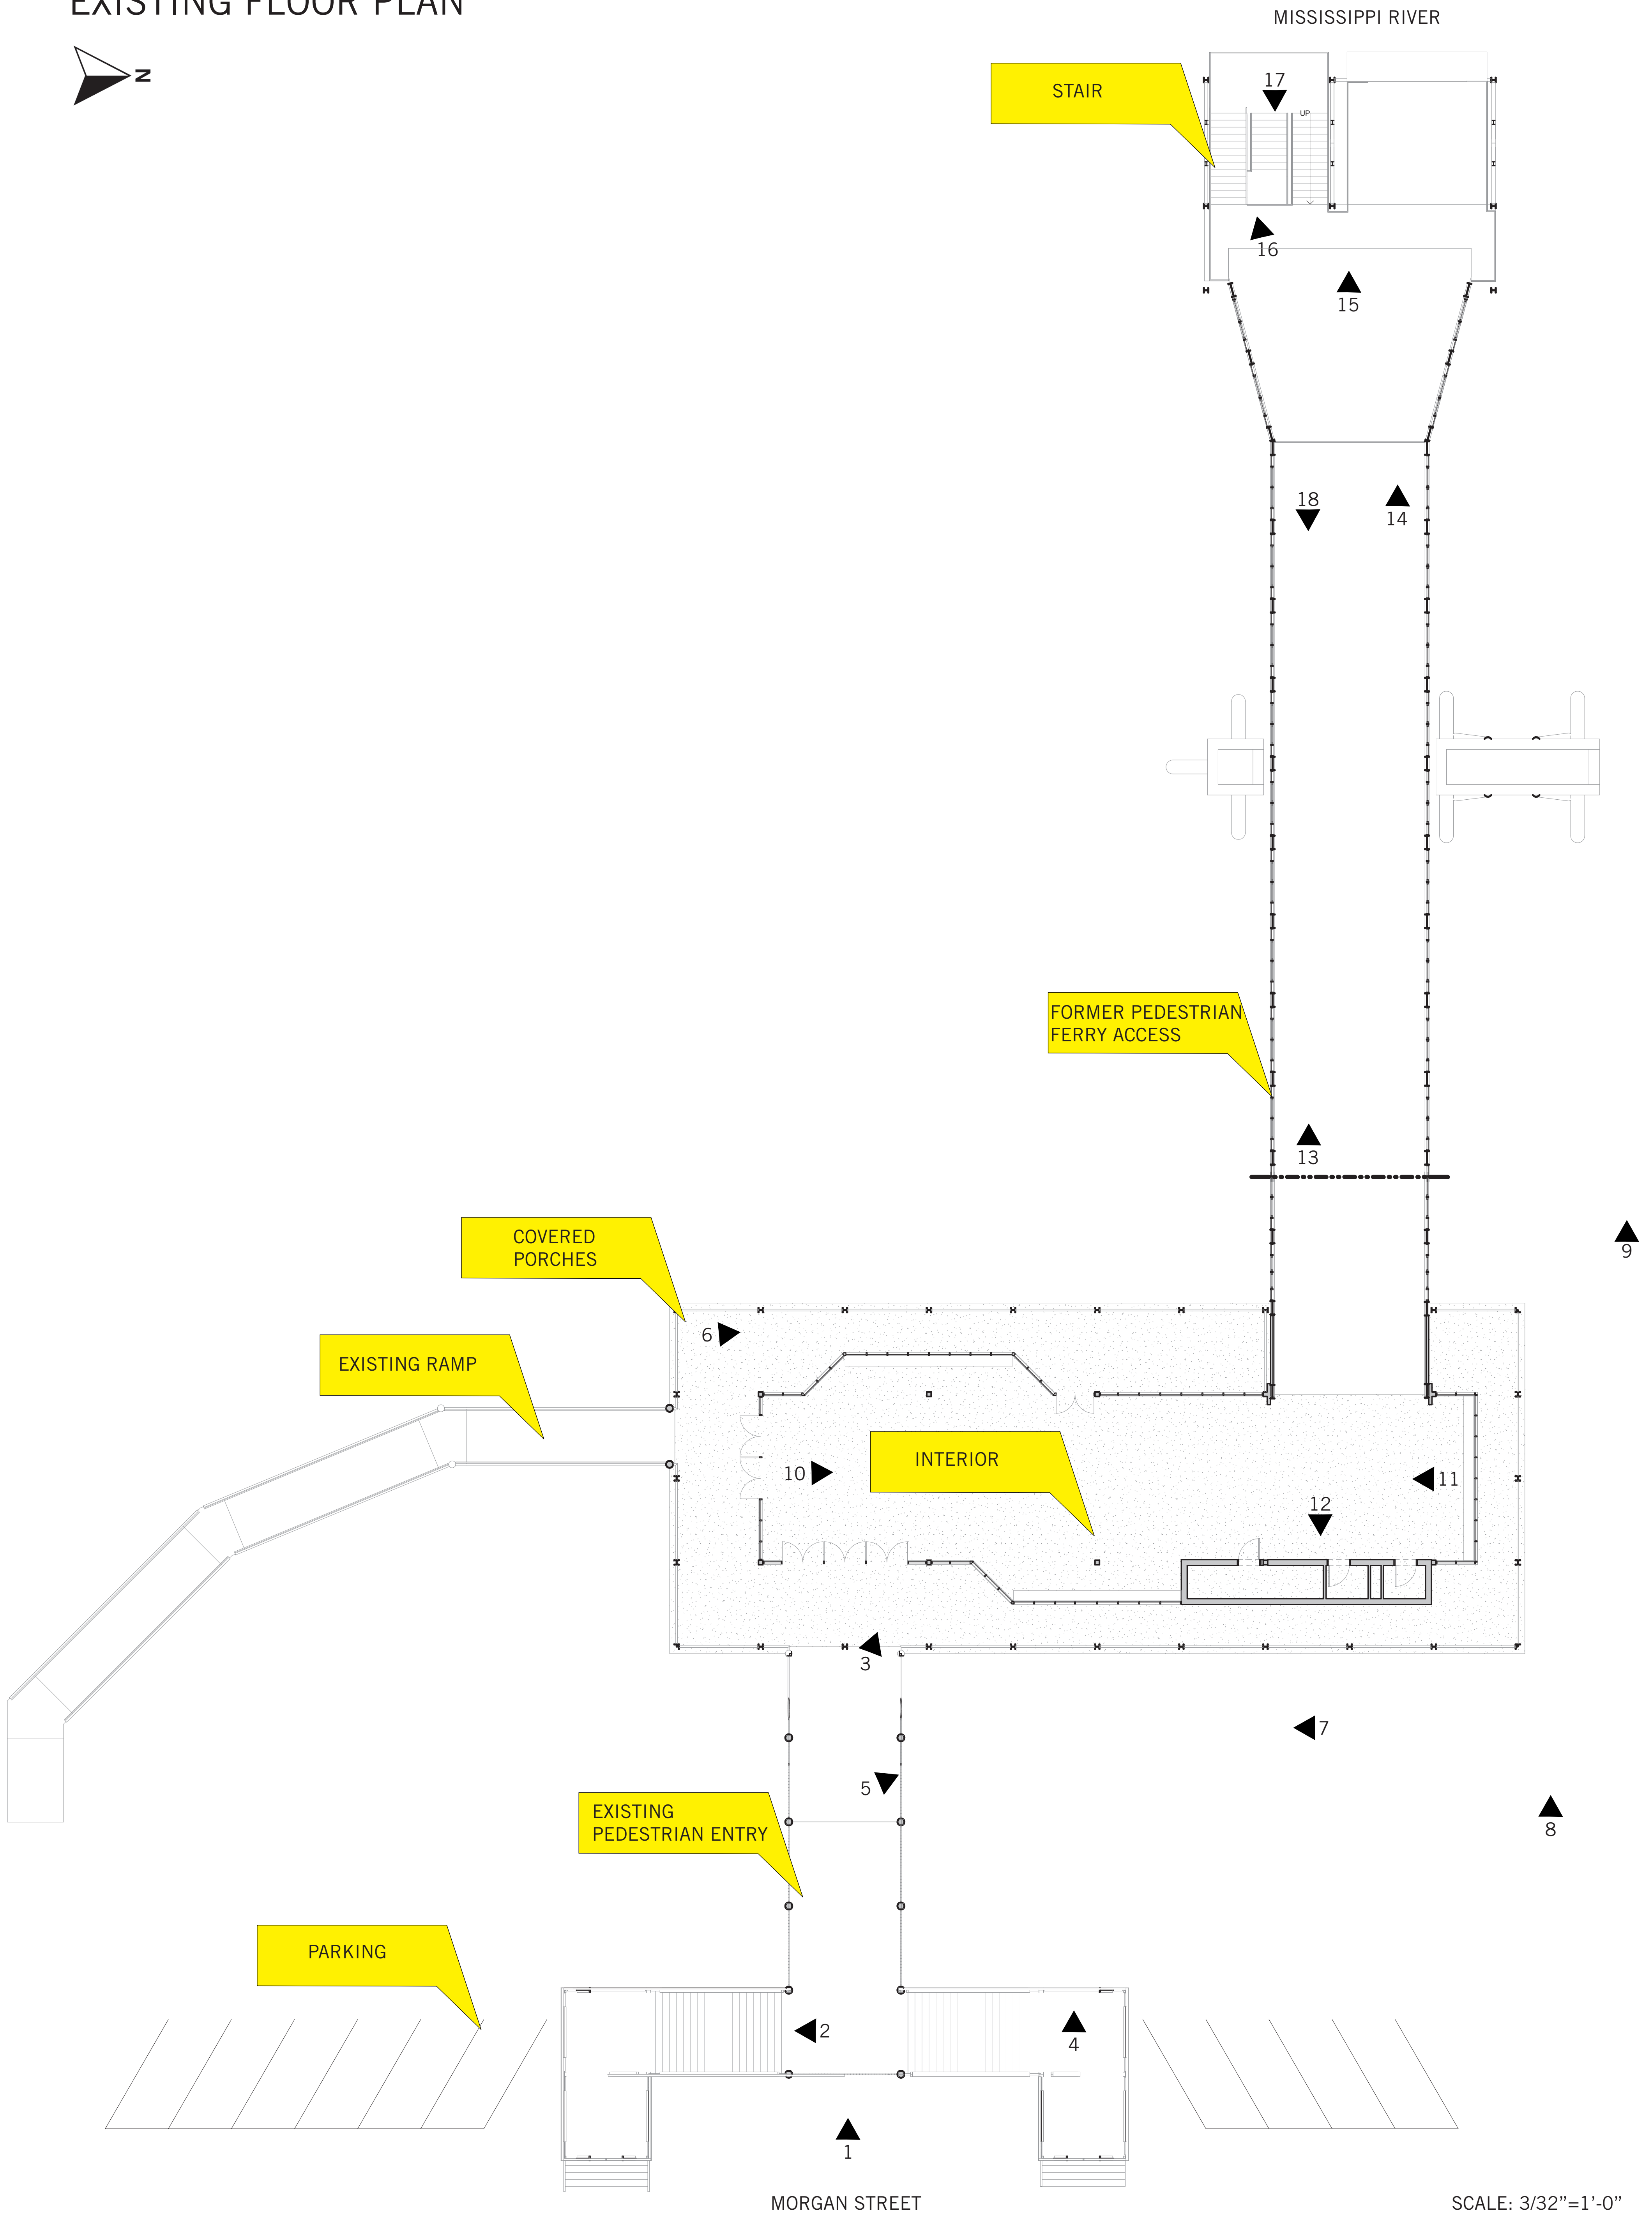 EXISTING FLOOR PLAN
MISSISSIPPI RIVER
N
STAIR
17
UP
16
15
18
14
FORMER PEDESTRIAN
FERRY ACCESS
13
9
COVERED
PORCHES
6
EXISTING RAMP
INTERIOR
10
11
12
3
7
5
8
EXISTING
PEDESTRIAN ENTRY
PARKING
2
4
1
MORGAN STREET
SCALE: 3/32”=1’-0”